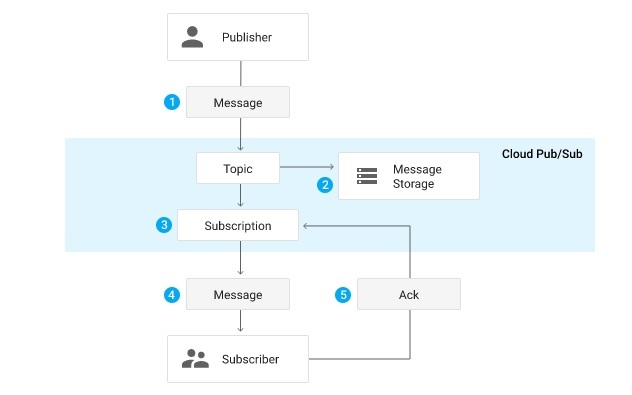 Publisher
1 Message
Cloud Pub/Sub
Topic
Message
2 Storage
3 Subscription
4 Message
5 Ack
Subscriber